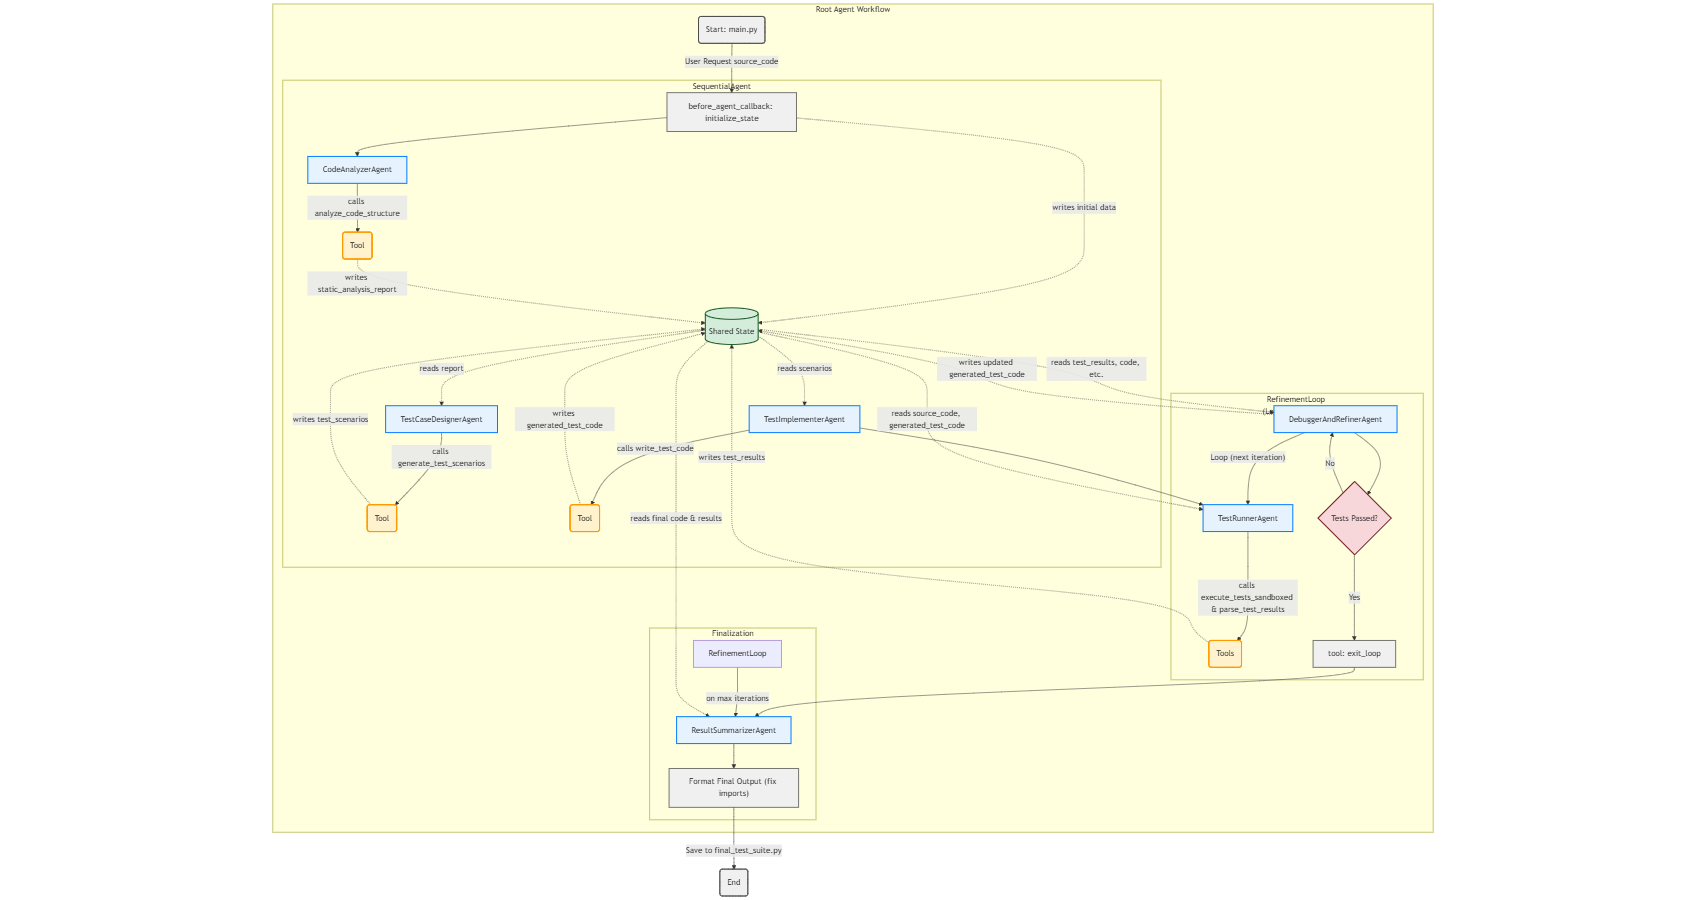 Root Agent Workflow
Start: main.py
User Request source_code
SequentialAgent
before_agent_callback:
initialize_state
CodeAnalyzerAgent
calls
analyze_code_structure
writes initial data
Tool
writes
static_analysis_report
Shared State
reads report
reads scenarios
writes updated
generated_test_code
reads test_results, code,
etc.
RefinementLoop
writes test_scenarios
TestCaseDesignerAgent
writes
generated_test_code
TestImplementerAgent
reads source_code,
generated_test_code
DebuggerAndRefinerAgent
calls
generate_test_scenarios
calls write_test_code
writes test_results
Loop (next iteration)
No
Tool
Tool
reads final code & results
TestRunnerAgent
Tests Passed?
calls
execute_tests_sandboxed
& parse_test_results
Yes
Finalization
RefinementLoop
Tools
tool: exit_loop
on max iterations
ResultSummarizerAgent
Format Final Output (fix
imports)
Save to final_test_suite.py
End